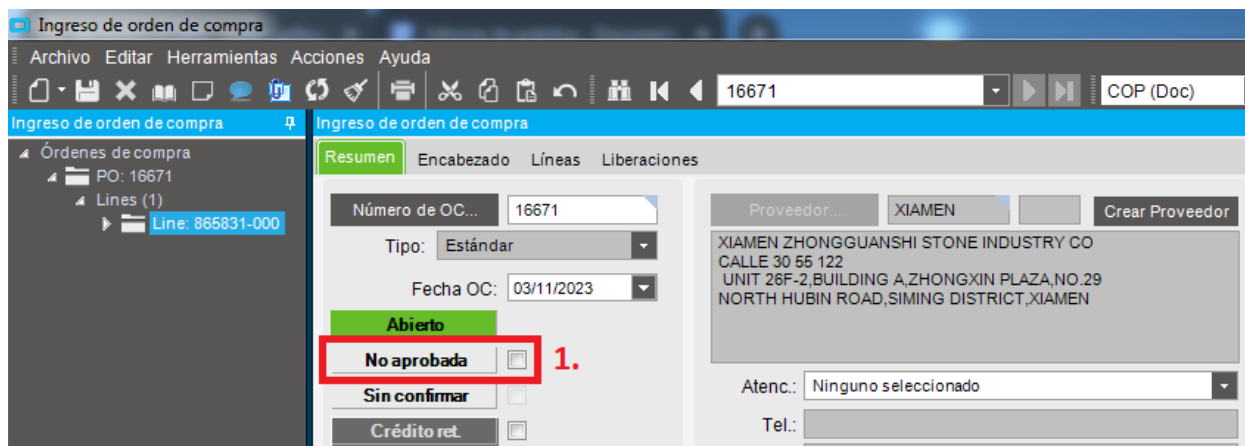 Ingreso de orden de compra
Archivo Editar Herramientas Acciones Ayuda
16671 COP (Doc)
Ingreso de orden de compra
Órdenes de compra
PO: 16671
Lines (1)
Line: 865831-000
Ingreso de orden de compra
Resumen Encabezado Líneas Liberaciones
Número de OC... 16671
Tipo: Estándar
Fecha OC: 03/11/2023
Abierto
No aprobada 1.
Sin confirmar
Crédito ret.
Proveedor... XIAMEN Crear Proveedor
XIAMEN ZHONGGUANSHI STONE INDUSTRY CO
CALLE 30 55 122
UNIT 26F-2,BUILDING A,ZHONGXIN PLAZA,NO.29
NORTH HUBIN ROAD,SIMING DISTRICT,XIAMEN
Atenc.: Ninguno seleccionado
Tel.: